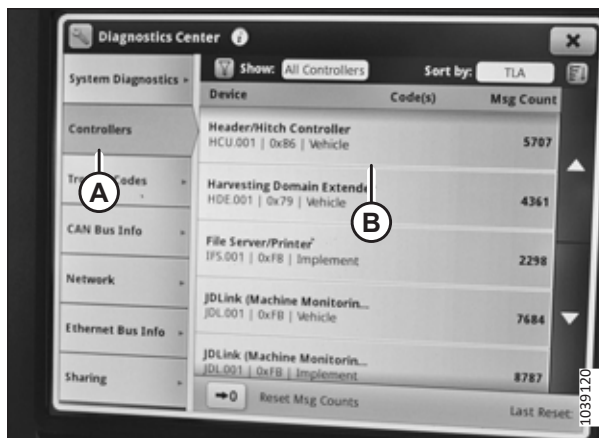 Diagnostics Center i
System Diagnostics
Show: All Controllers Sort by: TLA
Device Code(s) Msg Count
Controllers
Header/Hitch Controller
HCU.001 | 0x86 | Vehicle 5707
A
Codes
Harvesting Domain Extende
HDE.001 | 0x79 | Vehicle 4361
B
CAN Bus Info
File Server/Printer
IFS.001 | 0xFB | Implement 2298
Network
JDLink (Machine Monitorin...
JDL.001 | 0xFB | Vehicle 7684
Ethernet Bus Info
JDLink (Machine Monitorin...
JDL.001 | 0xFB | Implement 8787
Sharing
→0 Reset Msg Counts Last Reset:
1039120